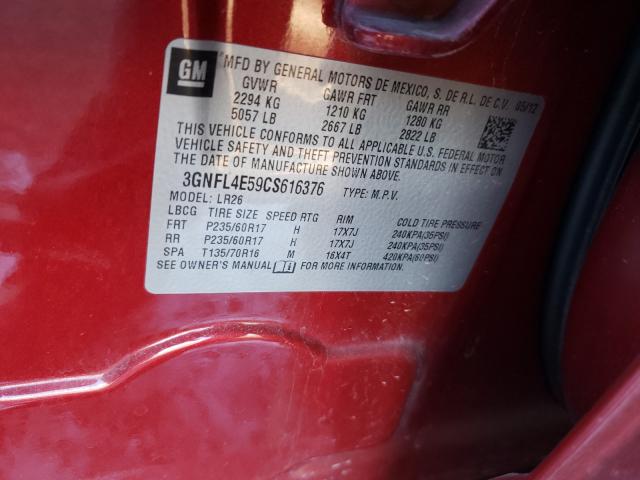 GM
MFD BY GENERAL MOTORS DE MEXICO, S. DE R.L. DE C.V. 05/12
GVWR GAWR FRT GAWR RR
2294 KG 1210 KG 1280 KG
5057 LB 2667 LB 2822 LB
THIS VEHICLE CONFORMS TO ALL APPLICABLE U.S. FEDERAL MOTOR
VEHICLE SAFETY AND THEFT PREVENTION STANDARDS IN EFFECT ON
THE DATE OF MANUFACTURE SHOWN ABOVE.
3GNFL4E59CS616376 TYPE: M.P.V.
MODEL: LR26
LBCG TIRE SIZE SPEED RTG RIM COLD TIRE PRESSURE
FRT P235/60R17 H 17X7J 240KPA(35PSI)
RR P235/60R17 H 17X7J 240KPA(35PSI)
SPA T135/70R16 M 16X4T 420KPA(60PSI)
SEE OWNER'S MANUAL FOR MORE INFORMATION.